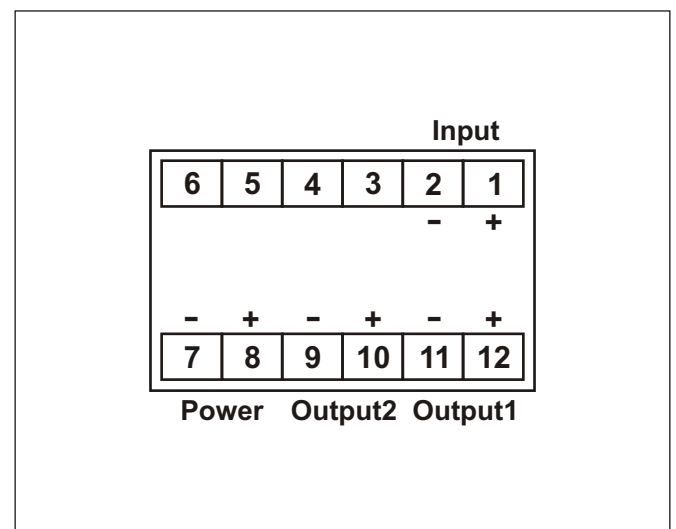 Input
6 5 4 3 2 1
- +
- + - + - +
7 8 9 10 11 12
Power Output2 Output1